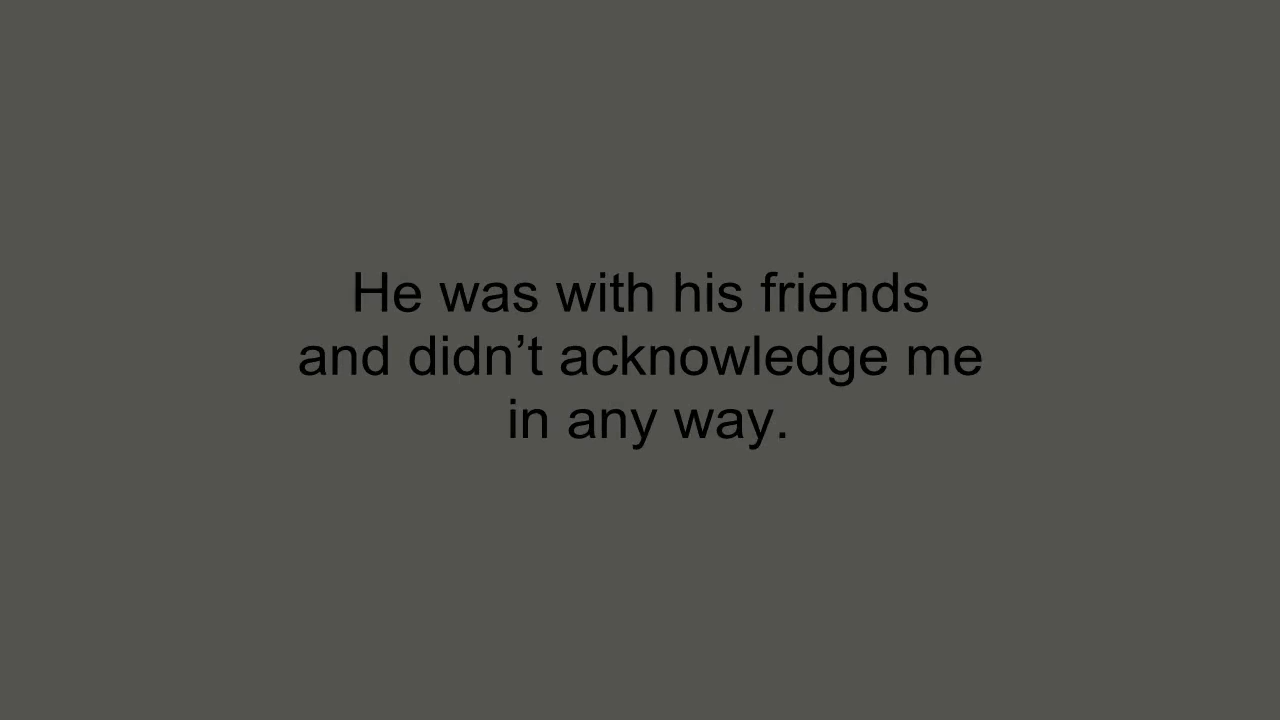 He was with his friends
and didn’t acknowledge me
in any way.